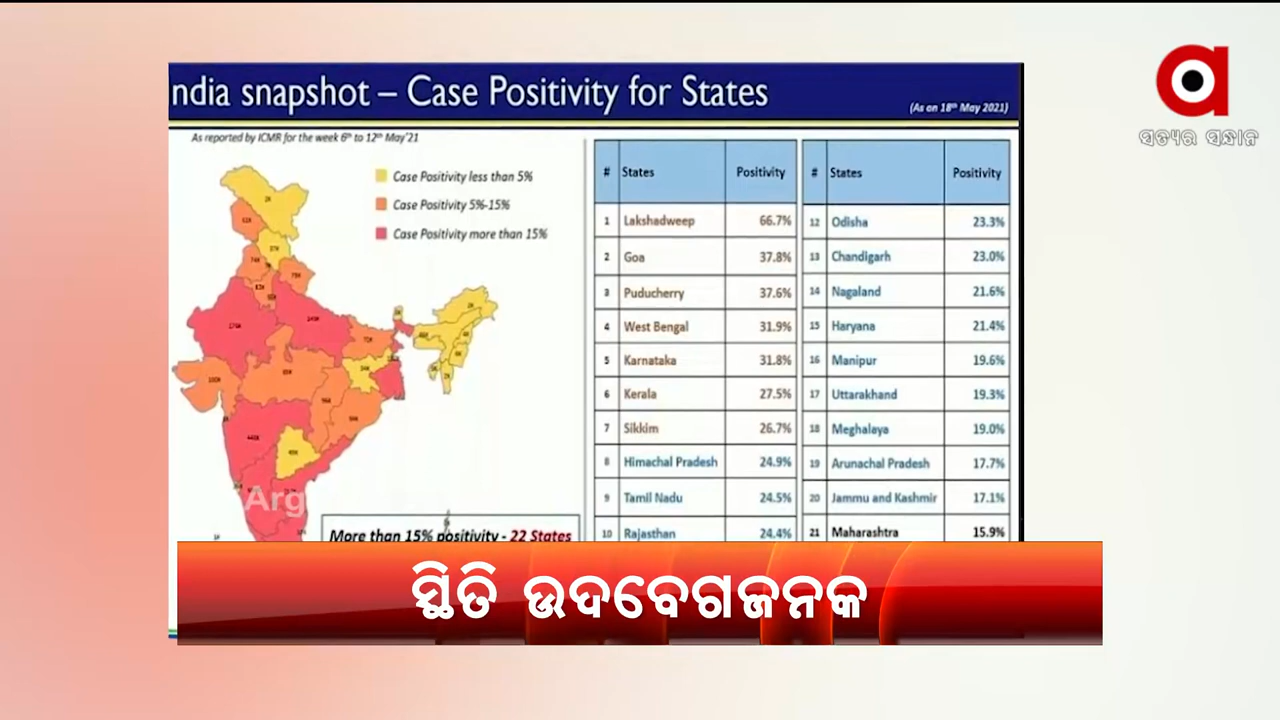 ndia snapshot – Case Positivity for States
(As on 18th May 2021)
ସତ୍ୟର ସନ୍ଧାନ
As reported by ICMR for the week 6th to 12th May'21
Case Positivity less than 5%
Case Positivity 5%-15%
Case Positivity more than 15%
# States Positivity
1 Lakshadweep 66.7%
2 Goa 37.8%
3 Puducherry 37.6%
4 West Bengal 31.9%
5 Karnataka 31.8%
6 Kerala 27.5%
7 Sikkim 26.7%
8 Himachal Pradesh 24.9%
9 Tamil Nadu 24.5%
10 Rajasthan 24.4%
# States Positivity
12 Odisha 23.3%
13 Chandigarh 23.0%
14 Nagaland 21.6%
15 Haryana 21.4%
16 Manipur 19.6%
17 Uttarakhand 19.3%
18 Meghalaya 19.0%
19 Arunachal Pradesh 17.7%
20 Jammu and Kashmir 17.1%
21 Maharashtra 15.9%
Arg
More than 15% positivity - 22 States
ସ୍ଥିତି ଉଦବେଗଜନକ